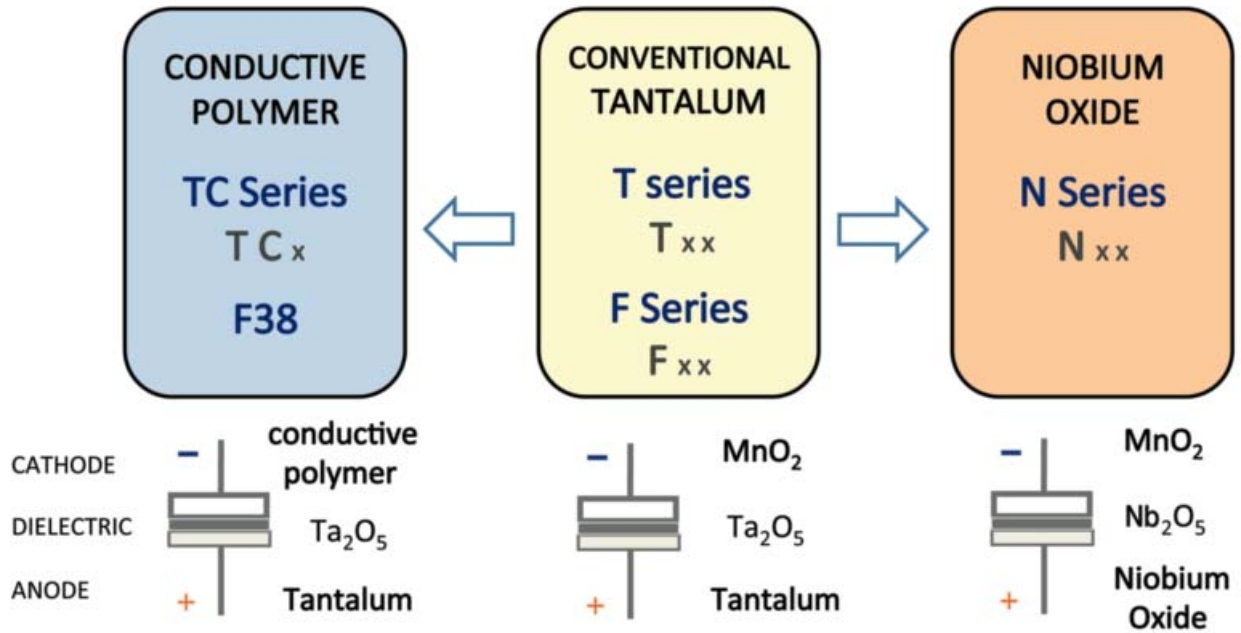 CONDUCTIVE
POLYMER
TC Series
T C x
F38
CONVENTIONAL
TANTALUM
T series
T x x
F Series
F x x
NIOBIUM
OXIDE
N Series
N x x
CATHODE
DIELECTRIC
ANODE
−
conductive
polymer
Ta₂O₅
+
Tantalum
−
MnO₂
Ta₂O₅
+
Tantalum
−
MnO₂
Nb₂O₅
+
Niobium
Oxide